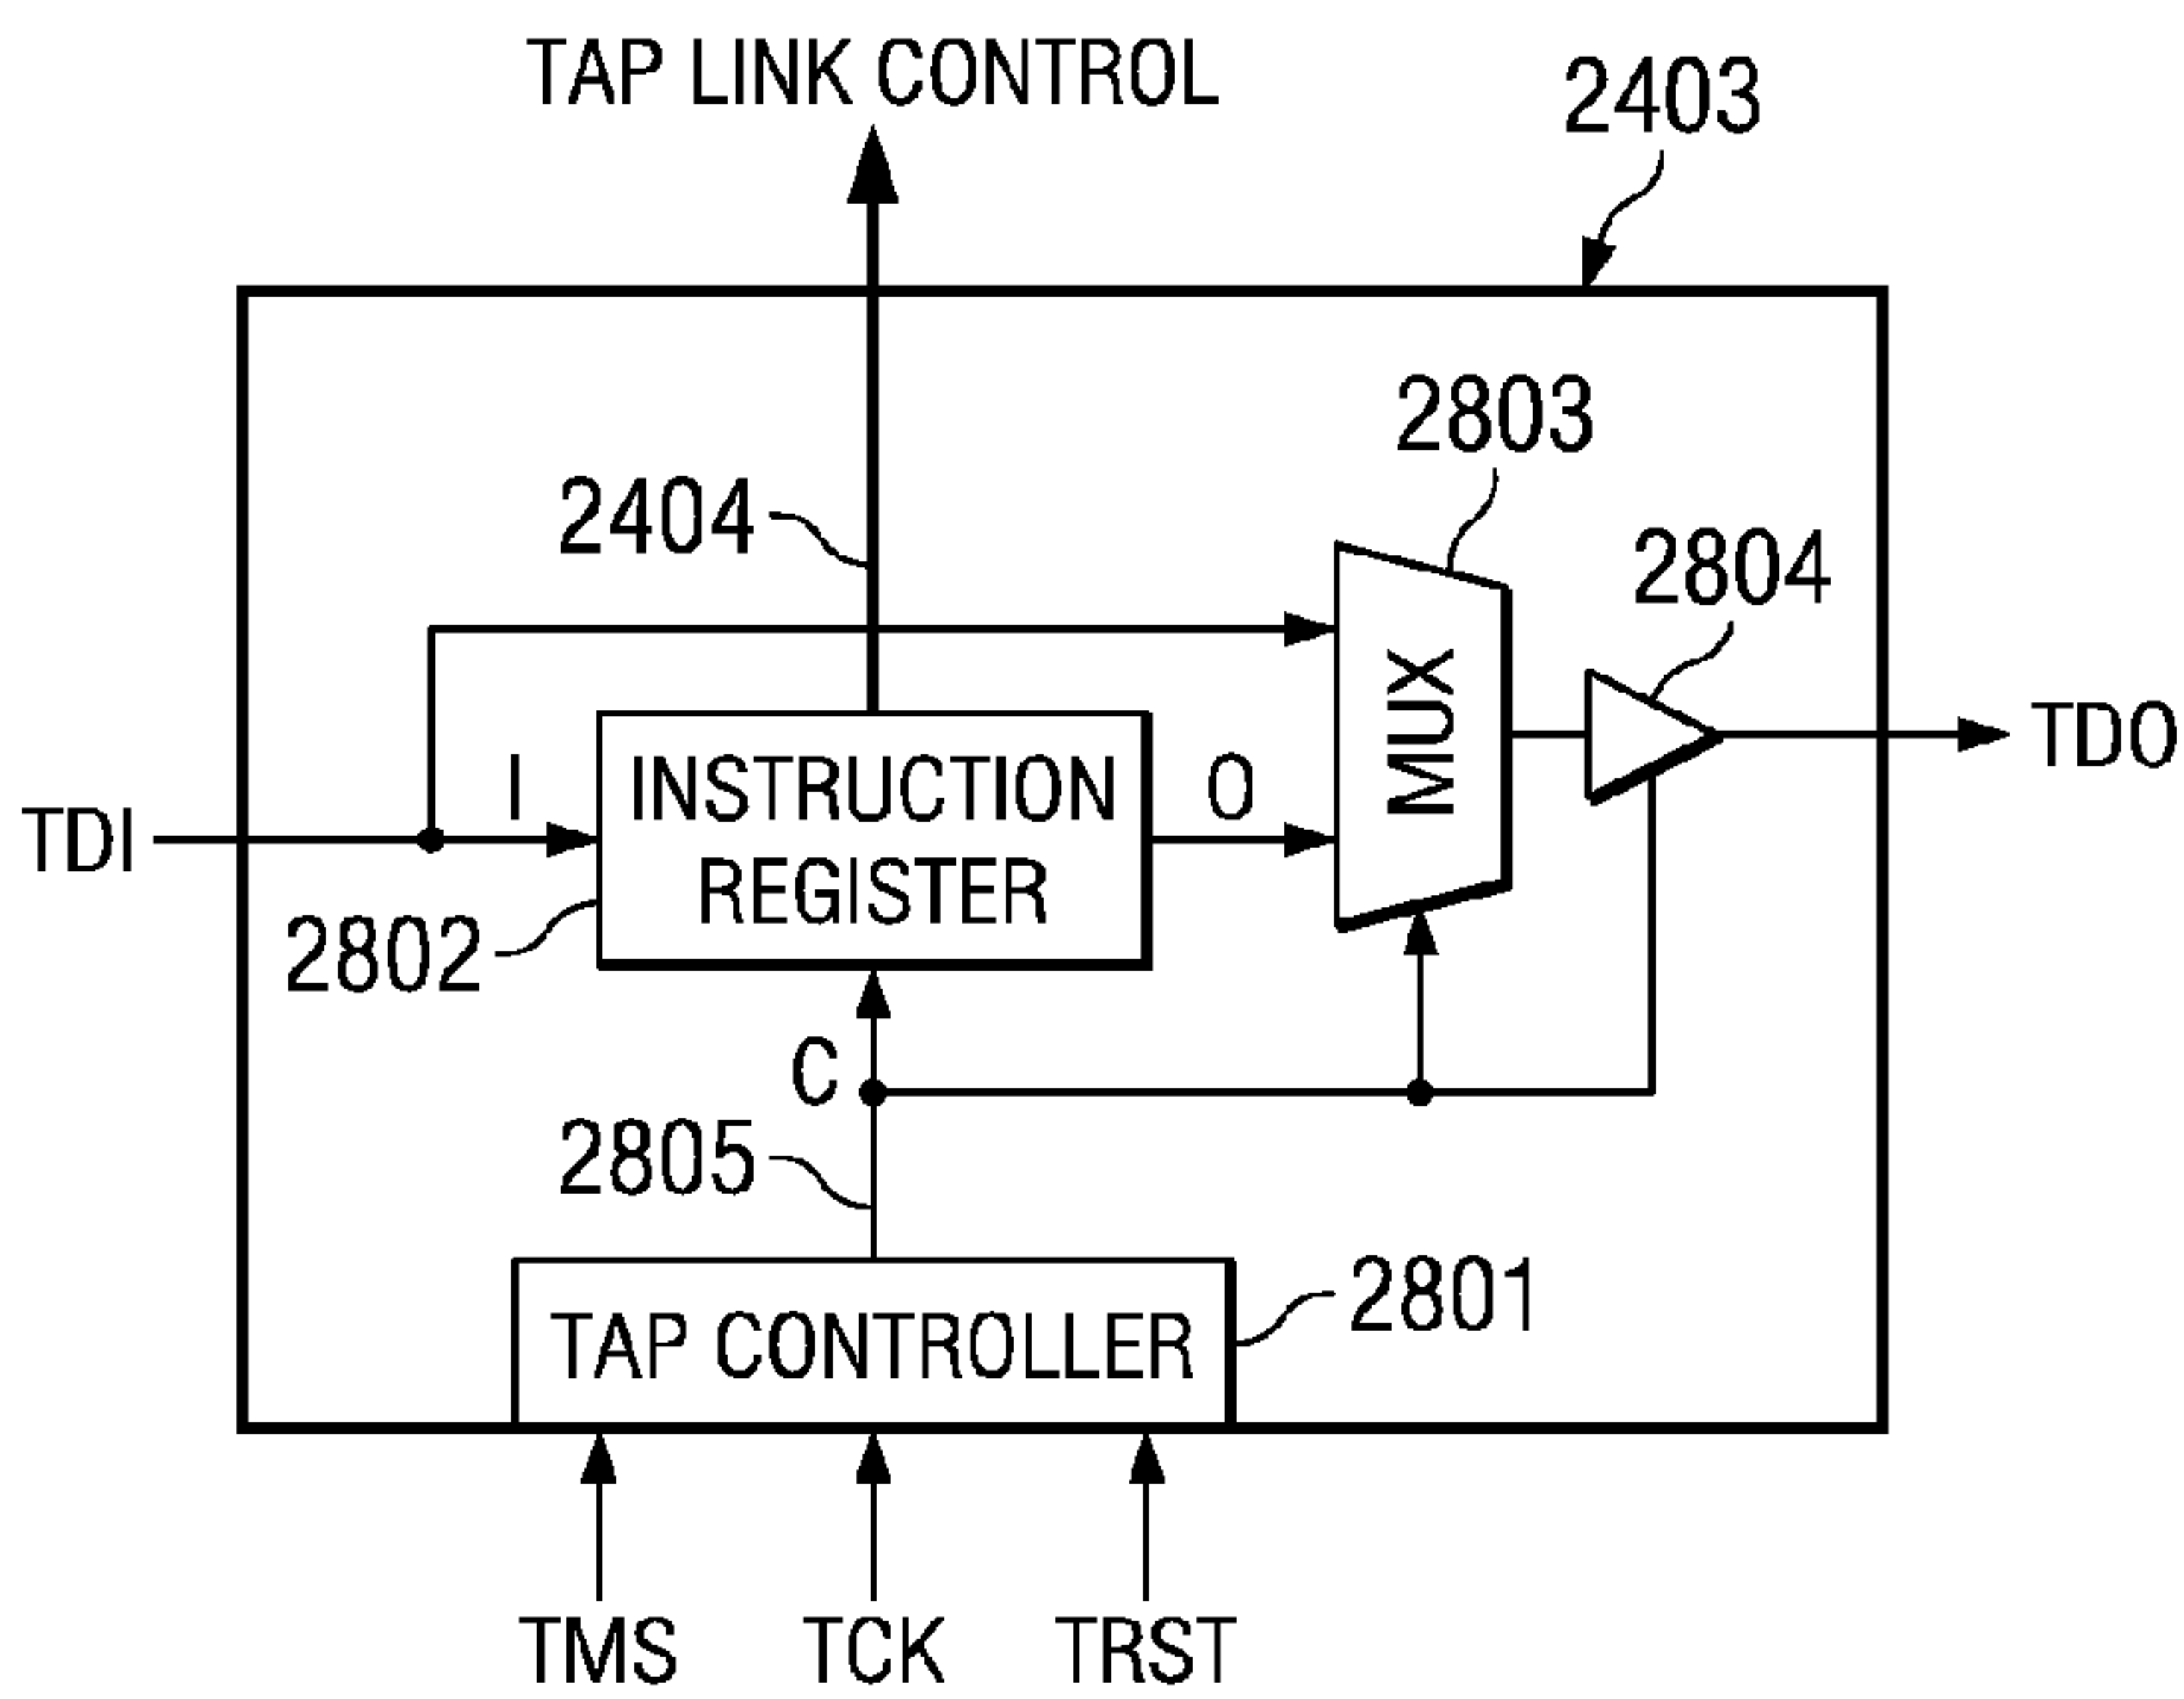 TAP LINK CONTROL
2403
2803
2404
2804
MUX
I
INSTRUCTION
REGISTER
O
TDO
TDI
2802
C
2805
2801
TAP CONTROLLER
TMS
TCK
TRST